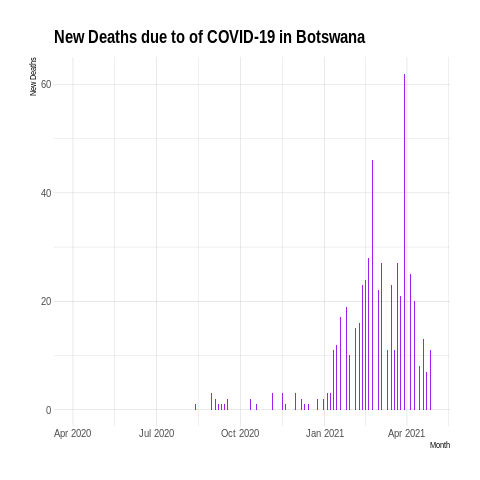 New Deaths due to of COVID-19 in Botswana
New Deaths
60
40
20
0
Apr 2020 Jul 2020 Oct 2020 Jan 2021 Apr 2021
Month